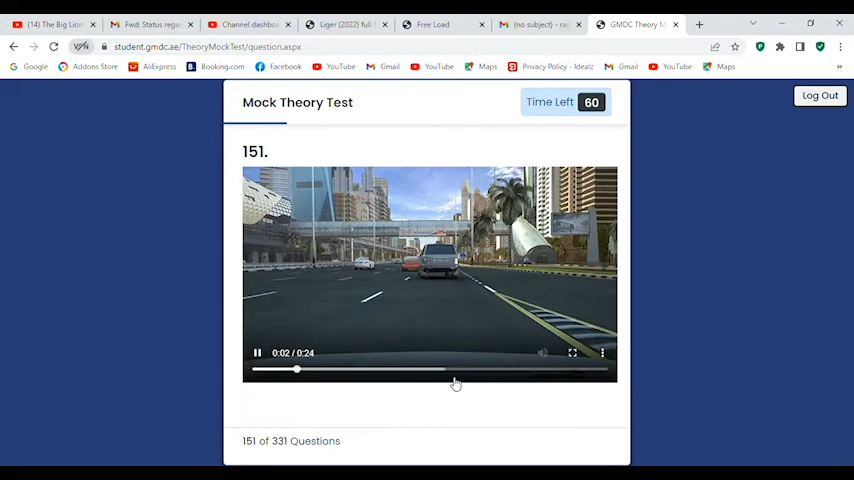 (14) The Big Lion
Fwd: Status rega
Channel dashbo
Liger (2022) full
Free Load
(no subject) - rag
GMDC Theory M
VPN
student.gmdc.ae/TheoryMockTest/question.aspx
Google
Addons Store
AliExpress
Booking.com
Facebook
YouTube
Gmail
YouTube
Maps
Privacy Policy - Idealz
Gmail
YouTube
Maps
»
Mock Theory Test
Time Left 60
Log Out
151.
0:02 / 0:24
151 of 331 Questions